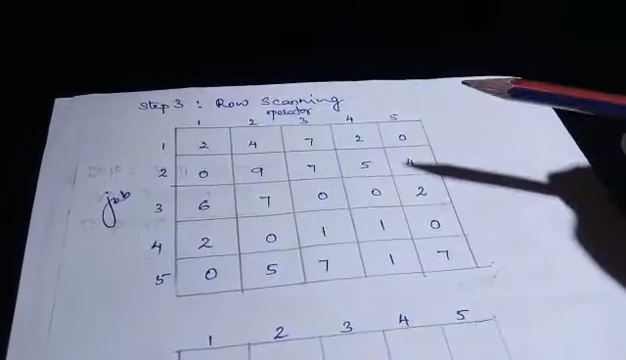 Step 3 : Row Scanning
operator
1 2 3 4 5
1 2 4 7 2 0
2 0 9 7 5 4
job
3 6 7 0 0 2
4 2 0 1 1 0
5 0 5 7 1 7
1 2 3 4 5